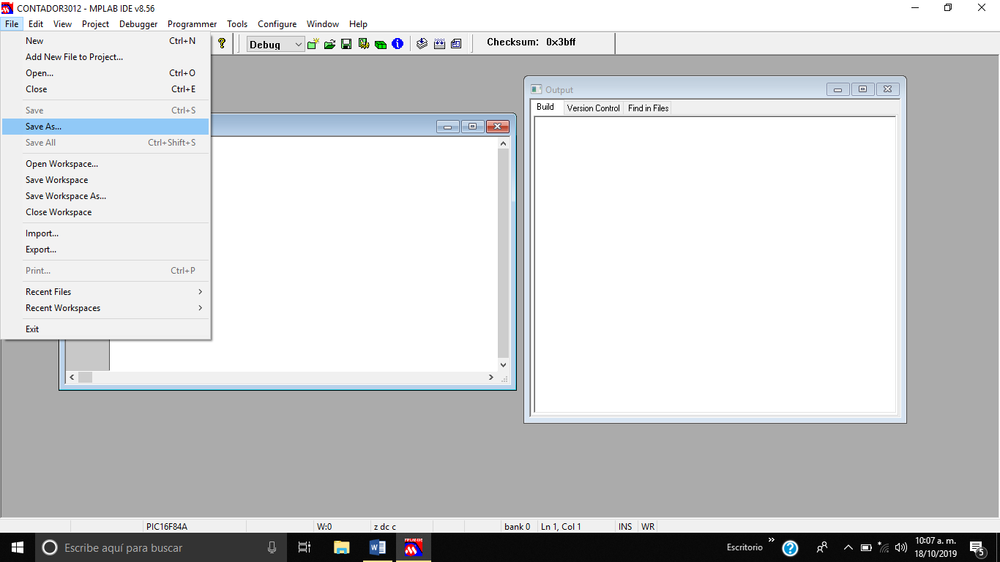 CONTADOR3012 - MPLAB IDE v8.56
File Edit View Project Debugger Programmer Tools Configure Window Help
New Ctrl+N
Add New File to Project...
Open... Ctrl+O
Close Ctrl+E
Save Ctrl+S
Save As...
Save All Ctrl+Shift+S
Open Workspace...
Save Workspace
Save Workspace As...
Close Workspace
Import...
Export...
Print... Ctrl+P
Recent Files
Recent Workspaces
Exit
Debug
Checksum: 0x3bff
Output
Build Version Control Find in Files
PIC16F84A W:0 z dc c bank 0 Ln 1, Col 1 INS WR
Escribe aquí para buscar
MPLAB IDE
Escritorio
10:07 a. m.
18/10/2019
5